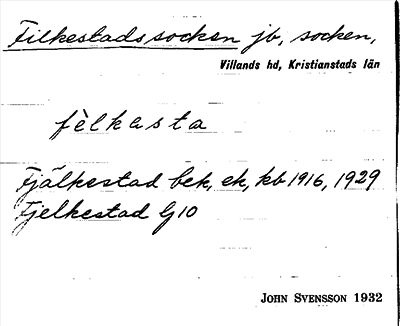 Filkestads socken jb, socken,
Villands hd, Kristianstads län
fèlkasta
Fjälkestad bek, ek, kb 1916, 1929
Fjelkestad Gj10
JOHN SVENSSON 1932